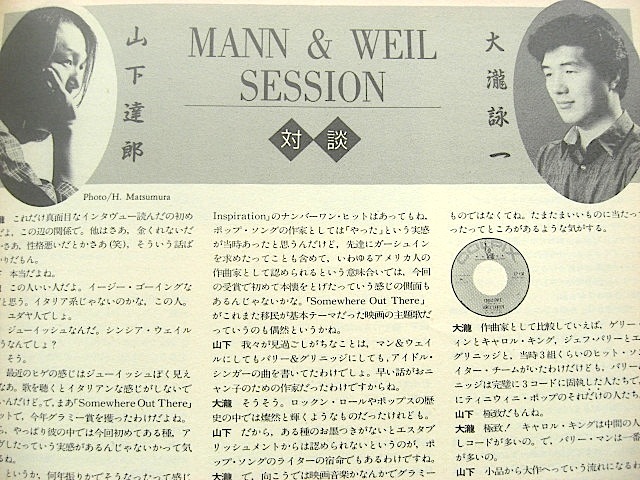 MANN & WEIL
SESSION
対談
山下達郎
大瀧詠一
Photo/H. Matsumura
瀧 これだけ真面目なインタヴュー読んだの初め
だよ、この辺の関係で。他はさあ、金くれないだ
かさあ、性格悪いだとかさあ(笑)、そういう話ば
りだもん。
下 本当だよね。
この人いい人だよ。イージー・ゴーイングな
と思う。イタリア系じゃないのかな、この人。
ユダヤ人でしょ。
ジューイッシュなんだ。シンシア・ウェイル
うなんでしょ?
そう。
最近のヒゲの感じはジューイッシュぽく見え
なあ。歌を聴くとイタリアンな感じがしないで
いんだけど。で、まあ「Somewhere Out There」
ットで、今年グラミー賞を獲ったわけだよね。
ら、やっぱり彼の中では今回初めてある種、ア
グしたっていう実感があるんじゃないかって気
るね。
というか、何年振りかでそうなったって感じ
Inspiration」のナンバーワン・ヒットはあってもね、
ポップ・ソングの作家としては「やった」という実感
が当時あったと思うんだけど、先達にガーシュイン
を求めたってことも含めて、いわゆるアメリカ人の
作曲家として認められるという意味合いでは、今回
の受賞で初めて本懐をとげたっていう感じの側面も
あるんじゃないかな。「Somewhere Out There」
がこれまた移民が基本テーマだった映画の主題歌だ
っていうのも偶然というかね。
山下 我々が見過ごしがちなことは、マン&ウェイ
ルにしてもバリー&グリニッジにしても、アイドル・
シンガーの曲を書いてたわけでしょ。早い話がおニ
ャン子のための作家だったわけですからね。
大瀧 そうそう。ロックン・ロールやポップスの歴
史の中では燦然と輝くようなものだったけれども。
山下 だから、ある種のお墨つきがないとエスタブ
リッシュメントからは認められないというのが、ポ
ップ・ソングのライターの宿命でもあるわけですね。
大瀧 で、向こうでは映画音楽かなんかでグラミー
ものではなくてね。たまたまいいものに当たっ
ったってところがあるような気がする。
大瀧 作曲家として比較していえば、ゲリー・
ィンとキャロル・キング、ジェフ・バリーとエ
グリニッジと、当時3組くらいのヒット・ソ
イター・チームがいたわけだけども、バリー
ニッジは完璧に3コードに固執した人たちで
にティニウィニ・ポップのそれだけの人たち
山下 極致だもんね。
大瀧 極致! キャロル・キングは中間の人
しコードが多いの。で、バリー・マンは一番
が多いの。
山下 小品から大作へっていう流れになるわ